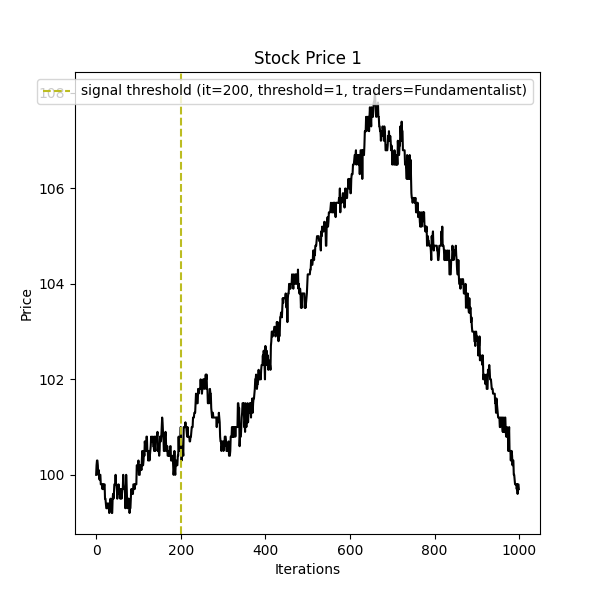 Stock Price 1
signal threshold (it=200, threshold=1, traders=Fundamentalist)
108
106
104
102
100
Price
0 200 400 600 800 1000
Iterations